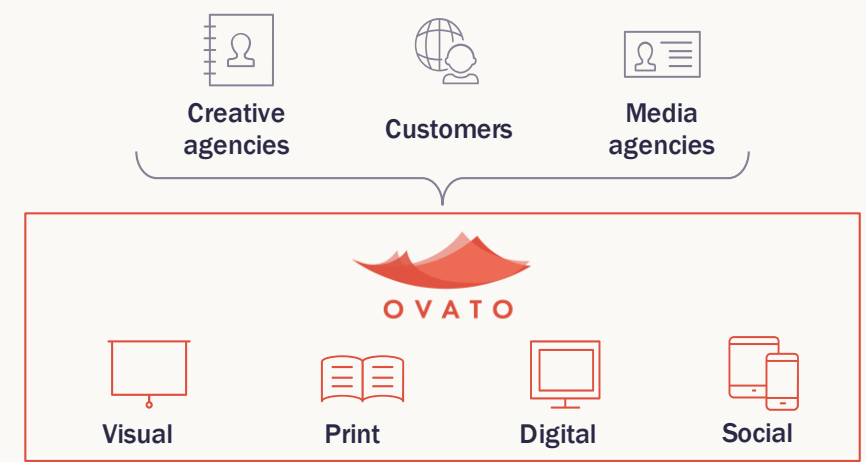 Creative
agencies
Customers
Media
agencies
OVATO
Visual
Print
Digital
Social